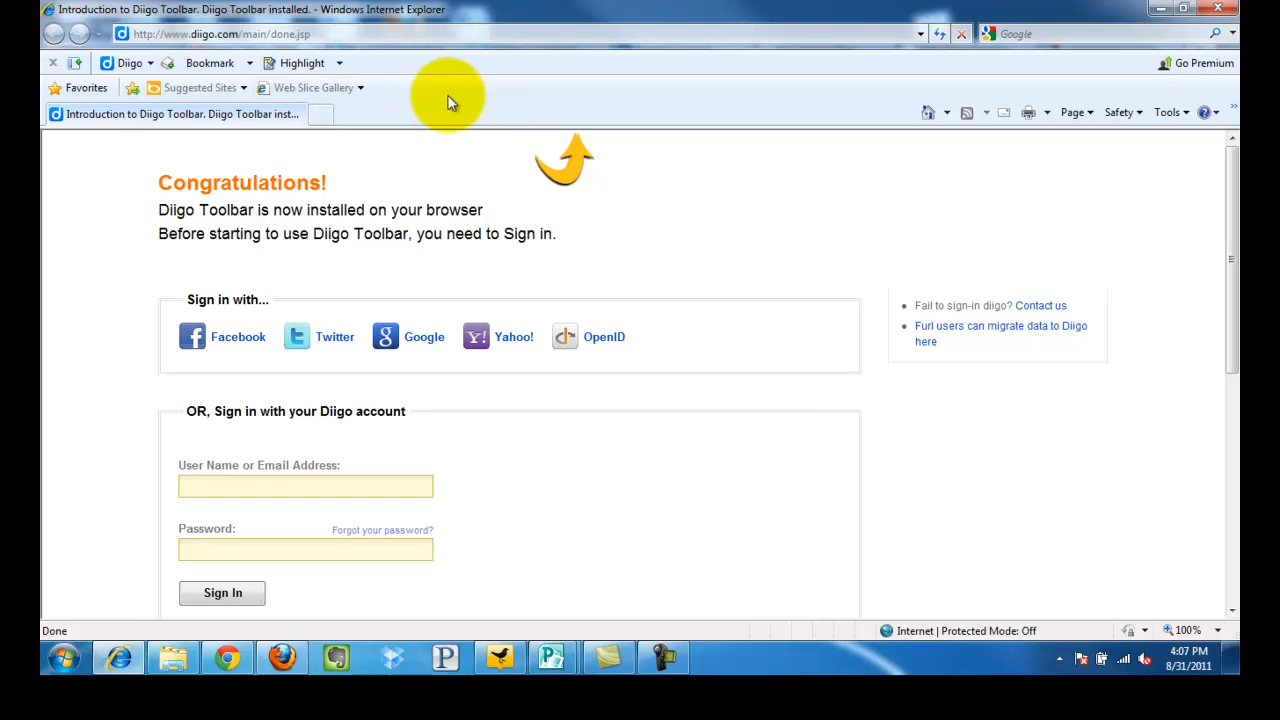 Introduction to Diigo Toolbar. Diigo Toolbar installed. - Windows Internet Explorer
http://www.diigo.com/main/done.jsp
Google
Diigo Bookmark Highlight Go Premium
Favorites Suggested Sites Web Slice Gallery
Introduction to Diigo Toolbar. Diigo Toolbar inst... Page Safety Tools
Congratulations!
Diigo Toolbar is now installed on your browser
Before starting to use Diigo Toolbar, you need to Sign in.
Sign in with...
Facebook Twitter Google Yahoo! OpenID
Fail to sign-in diigo? Contact us
Furl users can migrate data to Diigo
here
OR, Sign in with your Diigo account
User Name or Email Address:
Password: Forgot your password?
Sign In
Done Internet | Protected Mode: Off 100%
4:07 PM
8/31/2011